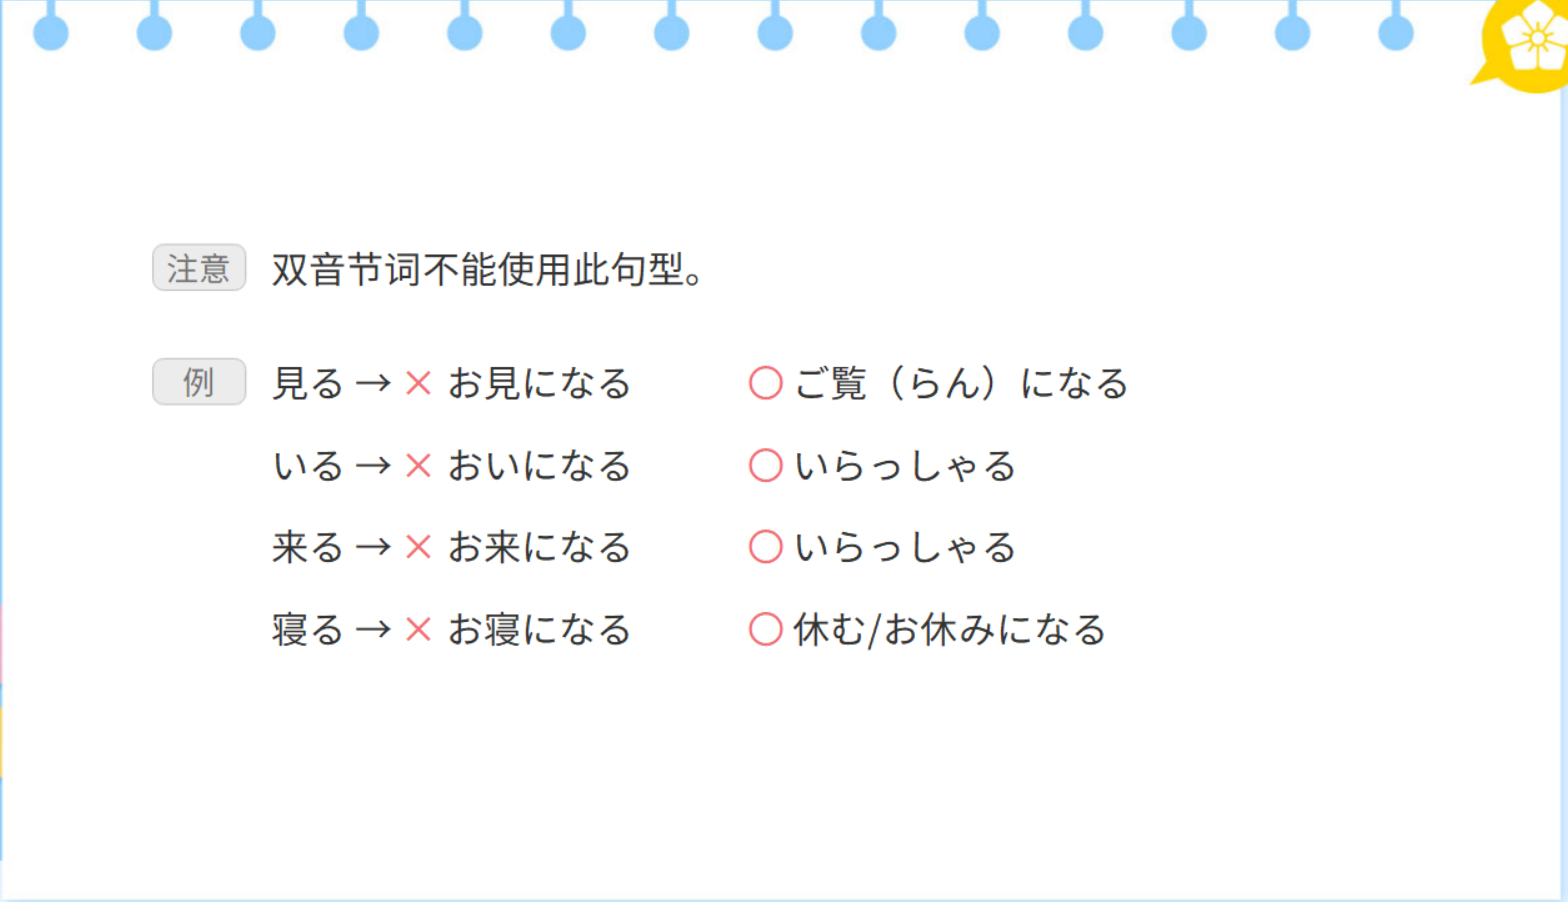 注意 双音节词不能使用此句型。
例 見る → × お見になる ○ ご覧（らん）になる
いる → × おいになる ○ いらっしゃる
来る → × お来になる ○ いらっしゃる
寝る → × お寝になる ○ 休む/お休みになる